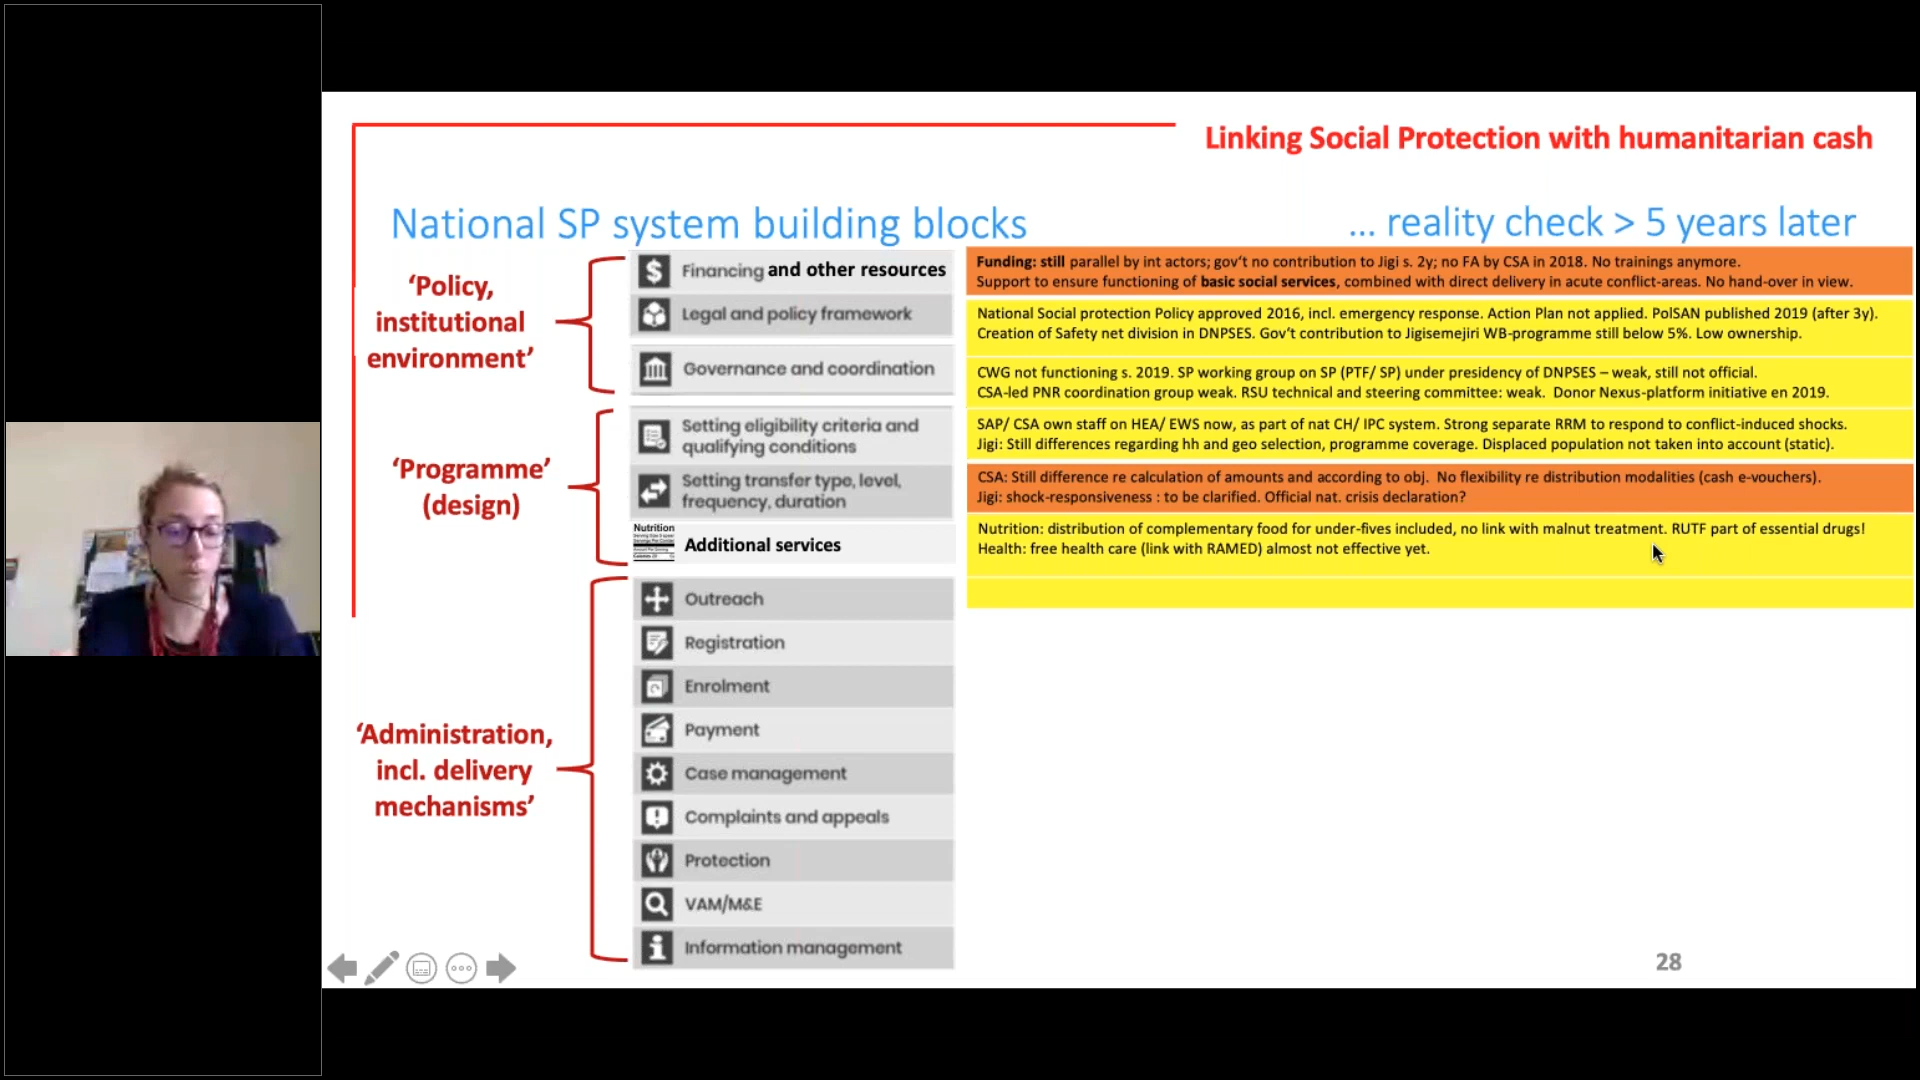 Linking Social Protection with humanitarian cash
National SP system building blocks
... reality check > 5 years later
‘Policy,
institutional
environment’
Financing and other resources
Legal and policy framework
Governance and coordination
Funding: still parallel by int actors; gov’t no contribution to Jigi s. 2y; no FA by CSA in 2018. No trainings anymore.
Support to ensure functioning of basic social services, combined with direct delivery in acute conflict-areas. No hand-over in view.
National Social protection Policy approved 2016, incl. emergency response. Action Plan not applied. PolSAN published 2019 (after 3y).
Creation of Safety net division in DNPSES. Gov’t contribution to Jigisemejiri WB-programme still below 5%. Low ownership.
CWG not functioning s. 2019. SP working group on SP (PTF/ SP) under presidency of DNPSES – weak, still not official.
CSA-led PNR coordination group weak. RSU technical and steering committee: weak. Donor Nexus-platform initiative en 2019.
‘Programme’
(design)
Setting eligibility criteria and
qualifying conditions
Setting transfer type, level,
frequency, duration
Nutrition
Additional services
SAP/ CSA own staff on HEA/ EWS now, as part of nat CH/ IPC system. Strong separate RRM to respond to conflict-induced shocks.
Jigi: Still differences regarding hh and geo selection, programme coverage. Displaced population not taken into account (static).
CSA: Still difference re calculation of amounts and according to obj. No flexibility re distribution modalities (cash e-vouchers).
Jigi: shock-responsiveness : to be clarified. Official nat. crisis declaration?
Nutrition: distribution of complementary food for under-fives included, no link with malnut treatment. RUTF part of essential drugs!
Health: free health care (link with RAMED) almost not effective yet.
‘Administration,
incl. delivery
mechanisms’
Outreach
Registration
Enrolment
Payment
Case management
Complaints and appeals
Protection
VAM/M&E
Information management
28